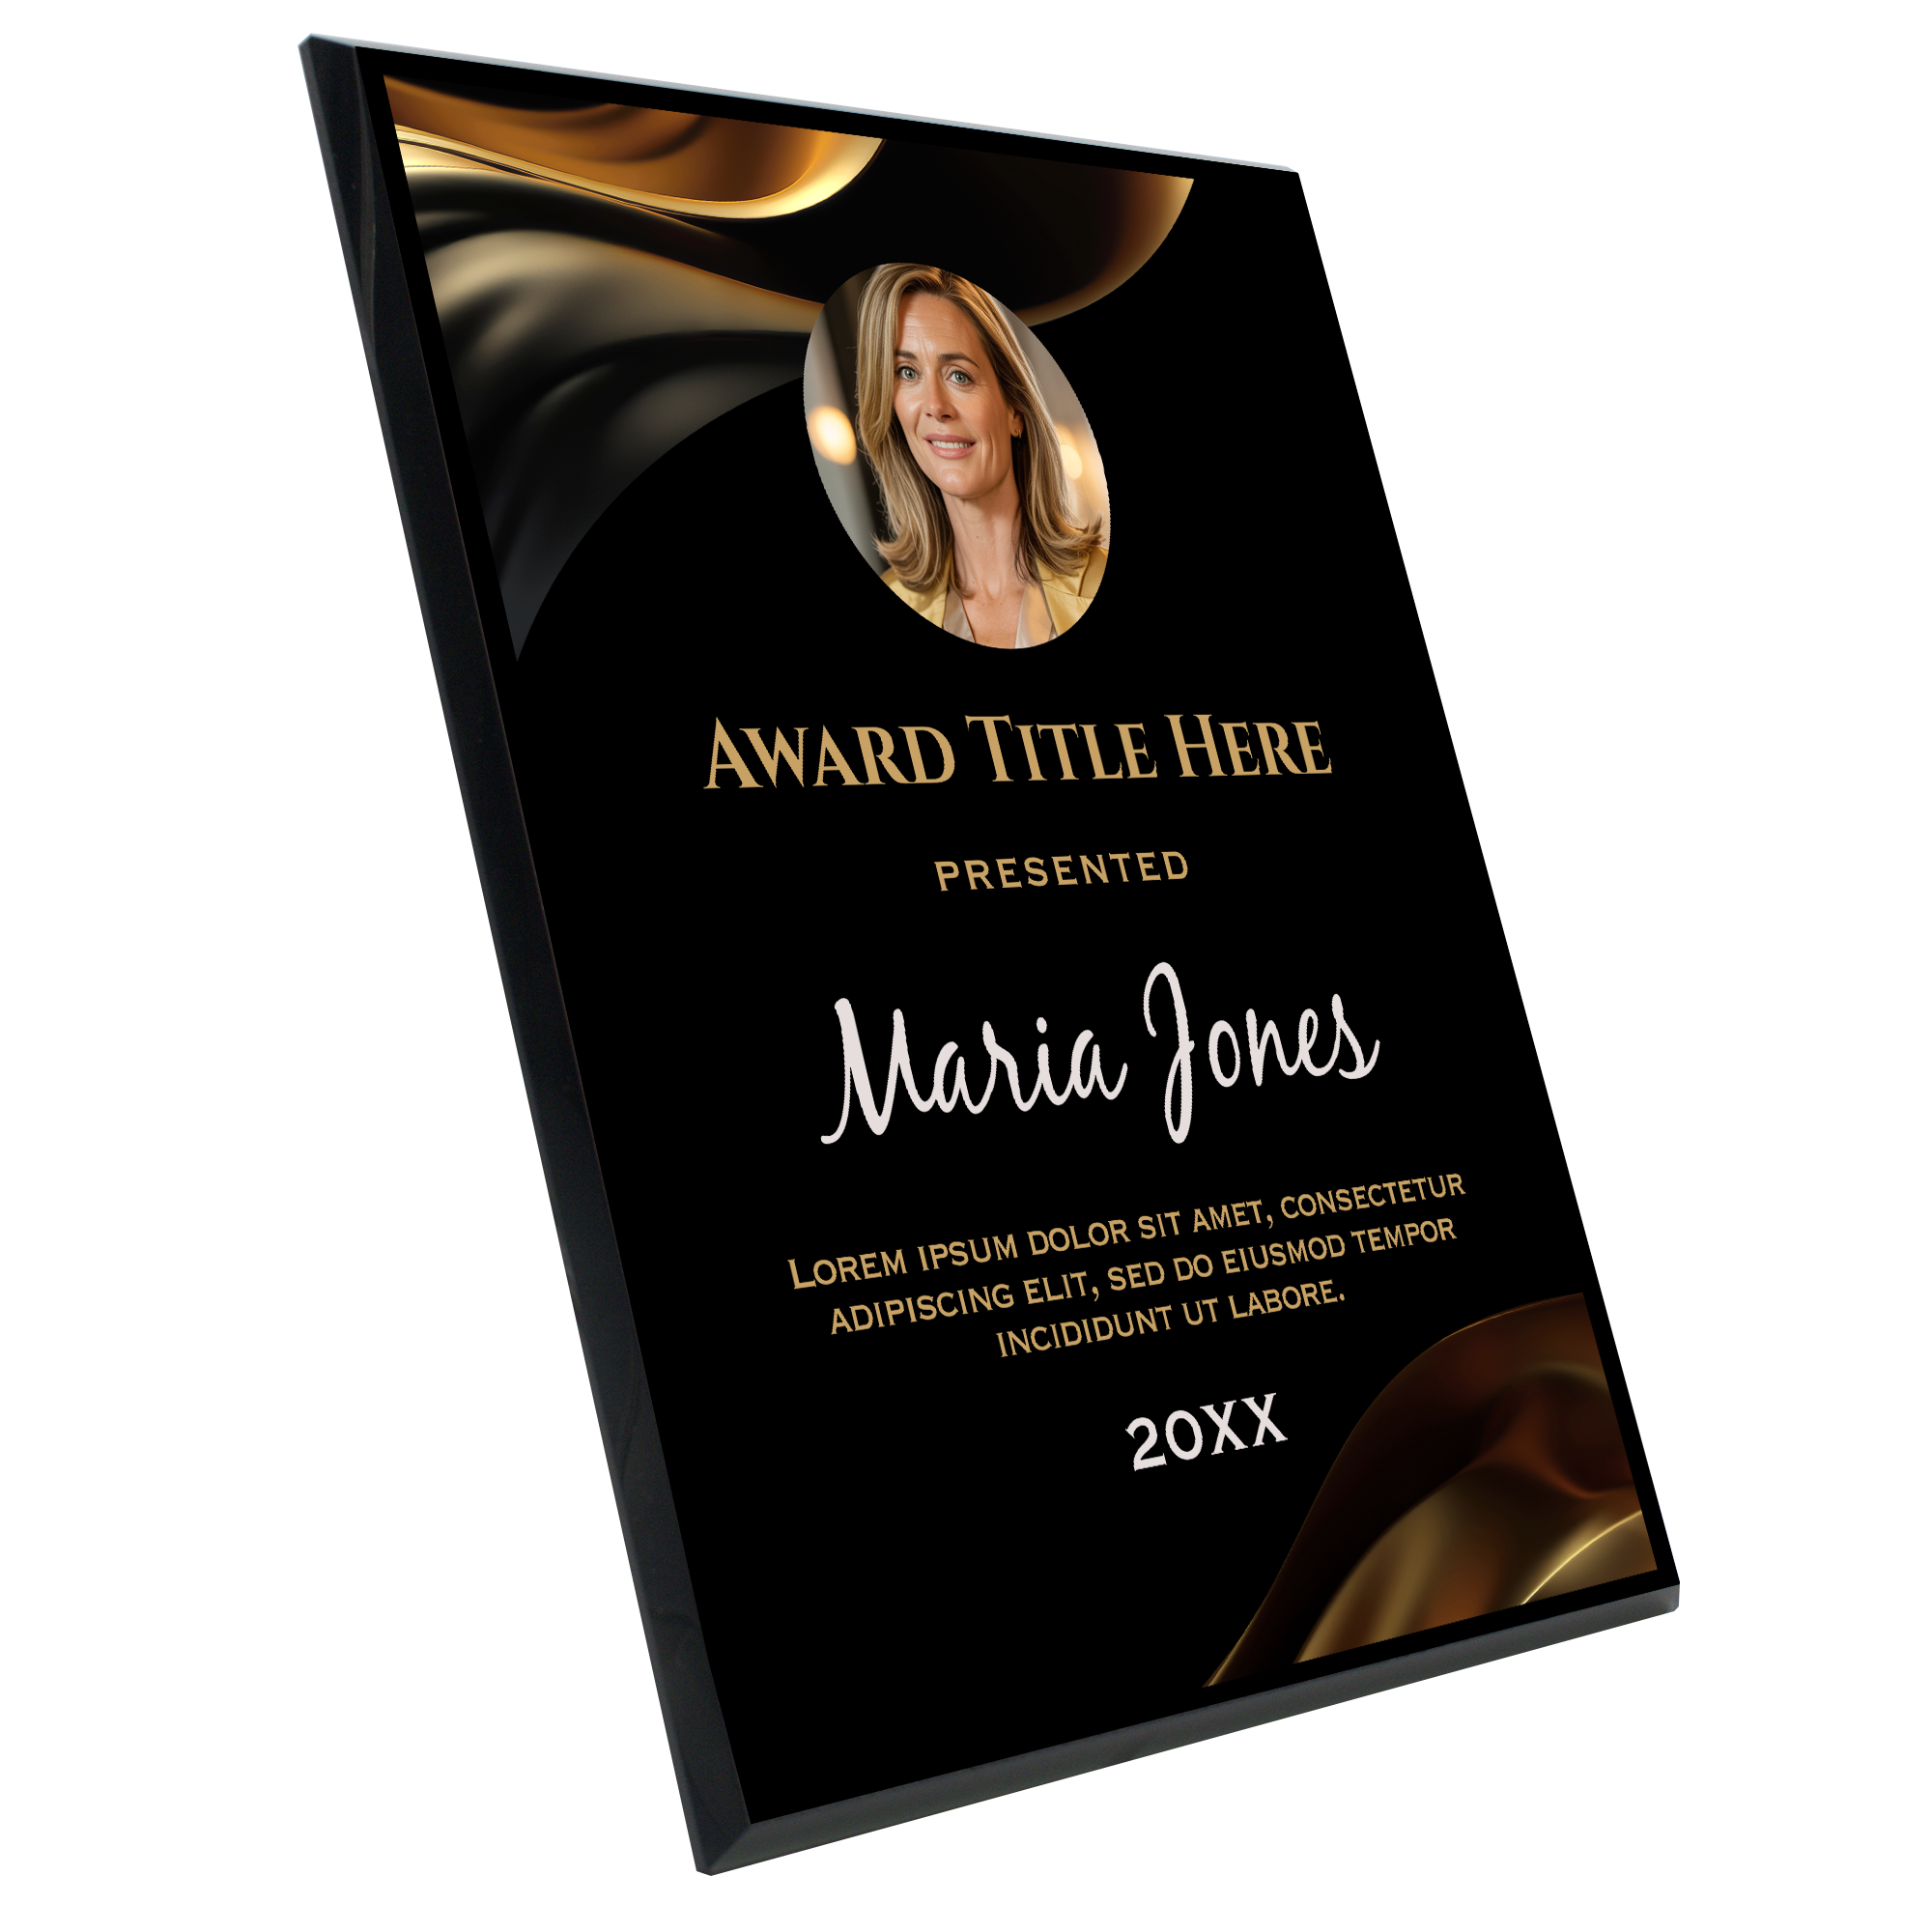 Award Title Here
PRESENTED
Maria Jones
Lorem ipsum dolor sit amet, consectetur
adipiscing elit, sed do eiusmod tempor
incididunt ut labore.
20XX